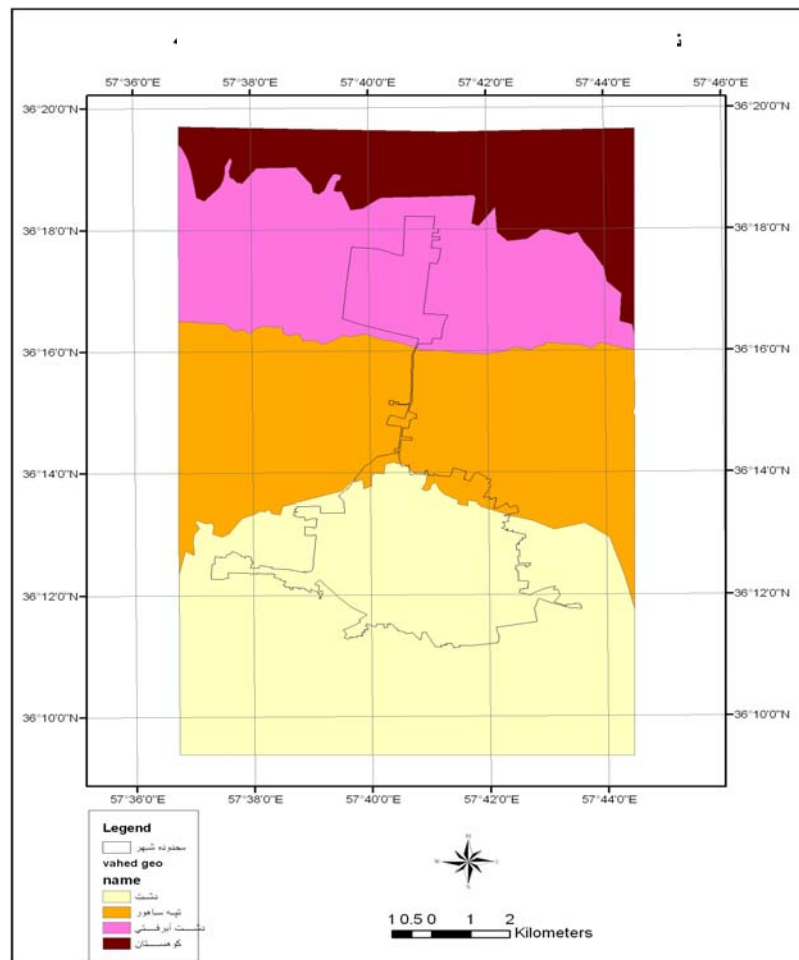 57°36'0"E 57°38'0"E 57°40'0"E 57°42'0"E 57°44'0"E 57°46'0"E
36°20'0"N 36°20'0"N
36°18'0"N 36°18'0"N
36°16'0"N 36°16'0"N
36°14'0"N 36°14'0"N
36°12'0"N 36°12'0"N
36°10'0"N 36°10'0"N
57°36'0"E 57°38'0"E 57°40'0"E 57°42'0"E 57°44'0"E
Legend
محدوده شهر
vahed geo
name
دشت
تپه ماهور
دشت آبرفتی
کوهستان
1 0.5 0 1 2
Kilometers